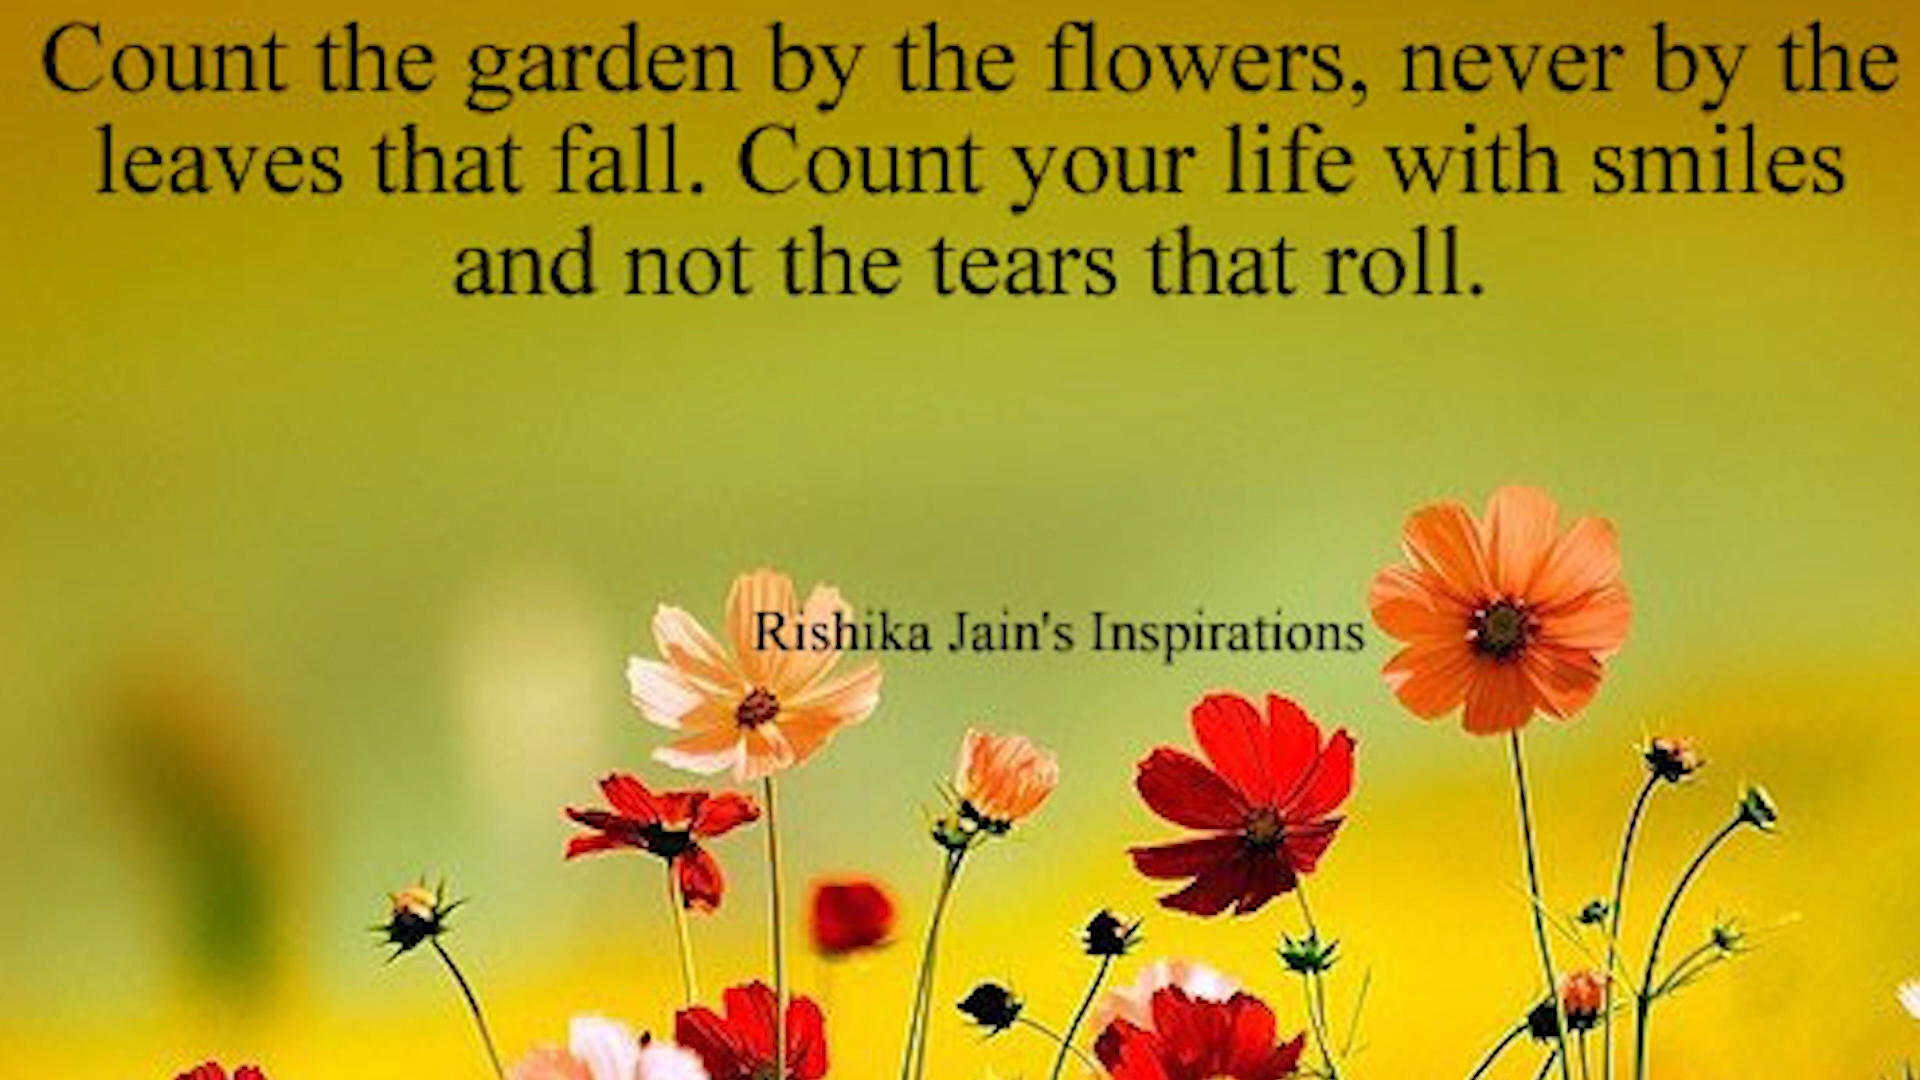 Count the garden by the flowers, never by the
leaves that fall. Count your life with smiles
and not the tears that roll.
Rishika Jain's Inspirations